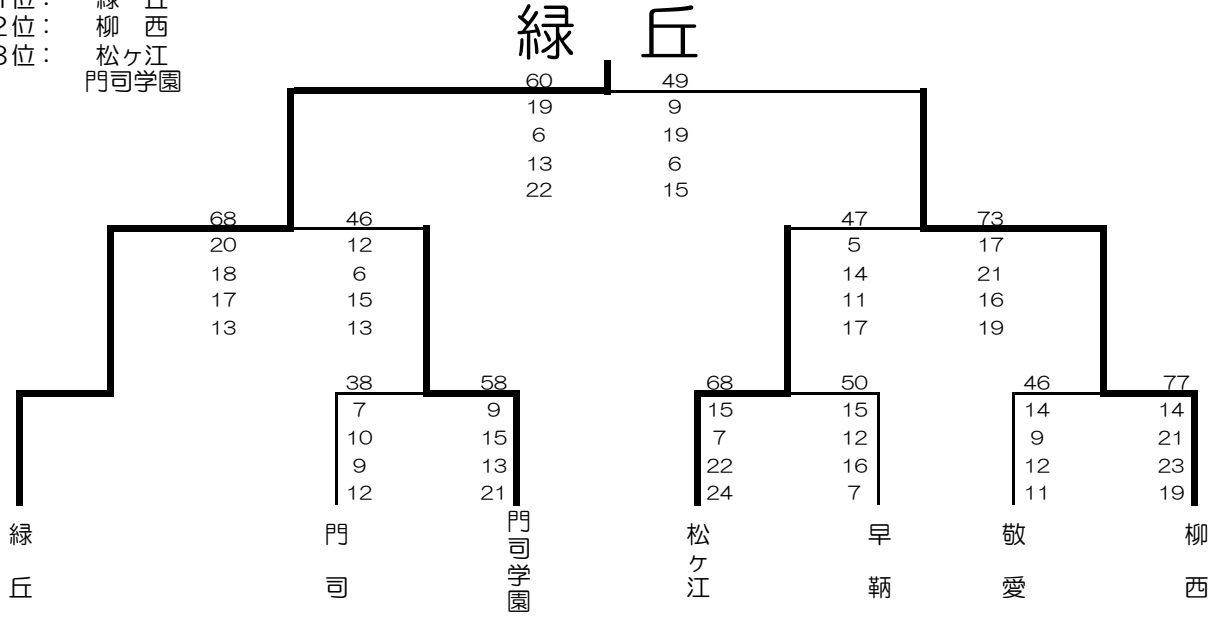 1位： 緑 丘
2位： 柳 西
3位： 松ヶ江
門司学園
緑 丘
60 49
19 9
6 19
13 6
22 15
68 46 47 73
20 12 5 17
18 6 14 21
17 15 11 16
13 13 17 19
38 58 68 50 46 77
7 9 15 15 14 14
10 15 7 12 9 21
9 13 22 16 12 23
12 21 24 7 11 19
緑丘
門司
門司学園
松ケ江
早鞆
敬愛
柳西